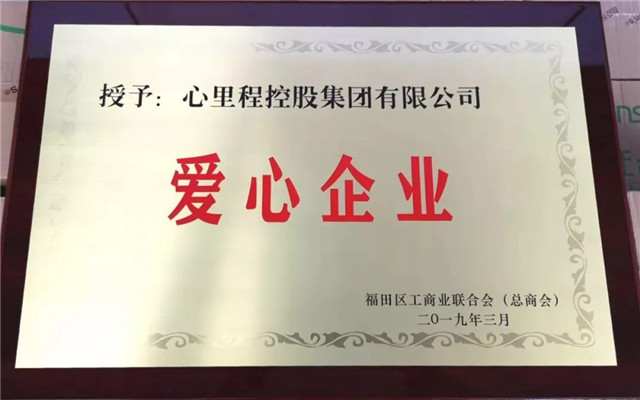 授予：心里程控股集团有限公司
爱心企业
福田区工商业联合会（总商会）
二〇一九年三月